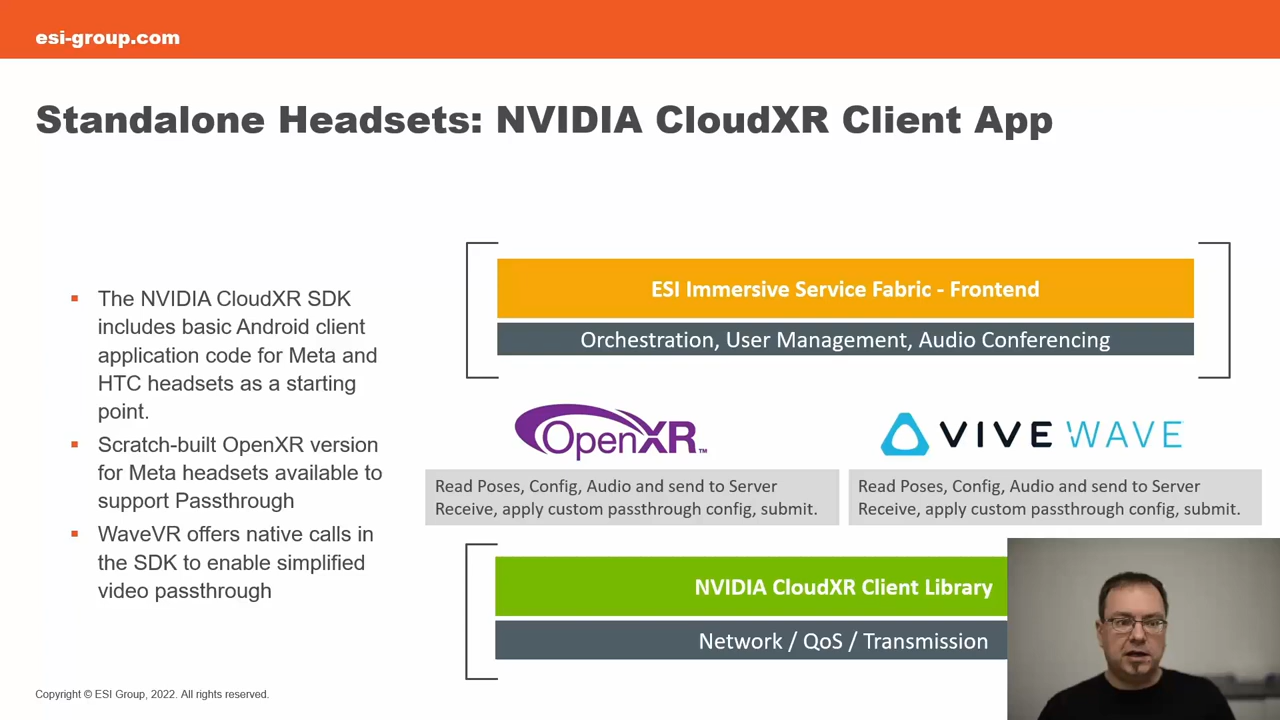 esi-group.com
Standalone Headsets: NVIDIA CloudXR Client App
▪ The NVIDIA CloudXR SDK
includes basic Android client
application code for Meta and
HTC headsets as a starting
point.
▪ Scratch-built OpenXR version
for Meta headsets available to
support Passthrough
▪ WaveVR offers native calls in
the SDK to enable simplified
video passthrough
ESI Immersive Service Fabric - Frontend
Orchestration, User Management, Audio Conferencing
OpenXR™
Read Poses, Config, Audio and send to Server
Receive, apply custom passthrough config, submit.
VIVE WAVE
Read Poses, Config, Audio and send to Server
Receive, apply custom passthrough config, submit.
NVIDIA CloudXR Client Library
Network / QoS / Transmission
Copyright © ESI Group, 2022. All rights reserved.